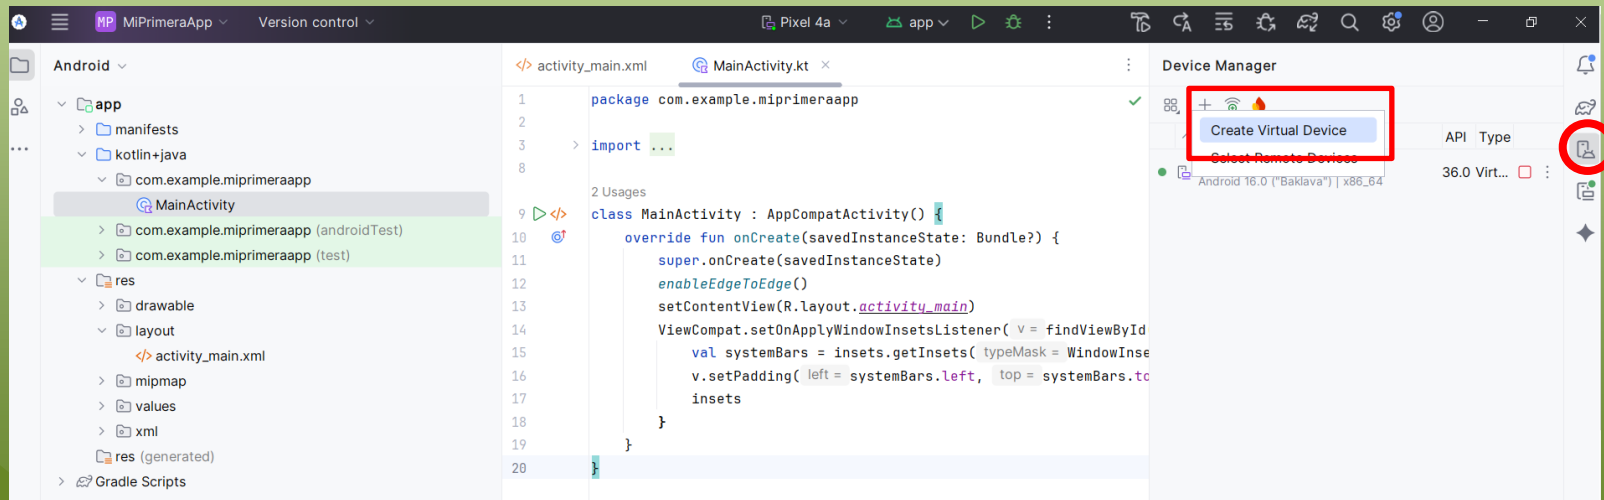 MP MiPrimeraApp Version control Pixel 4a app
Android
app
manifests
kotlin+java
com.example.miprimeraapp
MainActivity
com.example.miprimeraapp (androidTest)
com.example.miprimeraapp (test)
res
drawable
layout
activity_main.xml
mipmap
values
xml
res (generated)
Gradle Scripts
activity_main.xml MainActivity.kt
1 package com.example.miprimeraapp
2
3 import ...
8
2 Usages
9 class MainActivity : AppCompatActivity() {
10 override fun onCreate(savedInstanceState: Bundle?) {
11 super.onCreate(savedInstanceState)
12 enableEdgeToEdge()
13 setContentView(R.layout.activity_main)
14 ViewCompat.setOnApplyWindowInsetsListener( v = findViewById
15 val systemBars = insets.getInsets( typeMask = WindowInse
16 v.setPadding( left = systemBars.left, top = systemBars.to
17 insets
18 }
19 }
20 }
Device Manager
Create Virtual Device
Select Remote Devices
API Type
Android 16.0 ("Baklava") | x86_64
36.0 Virt...